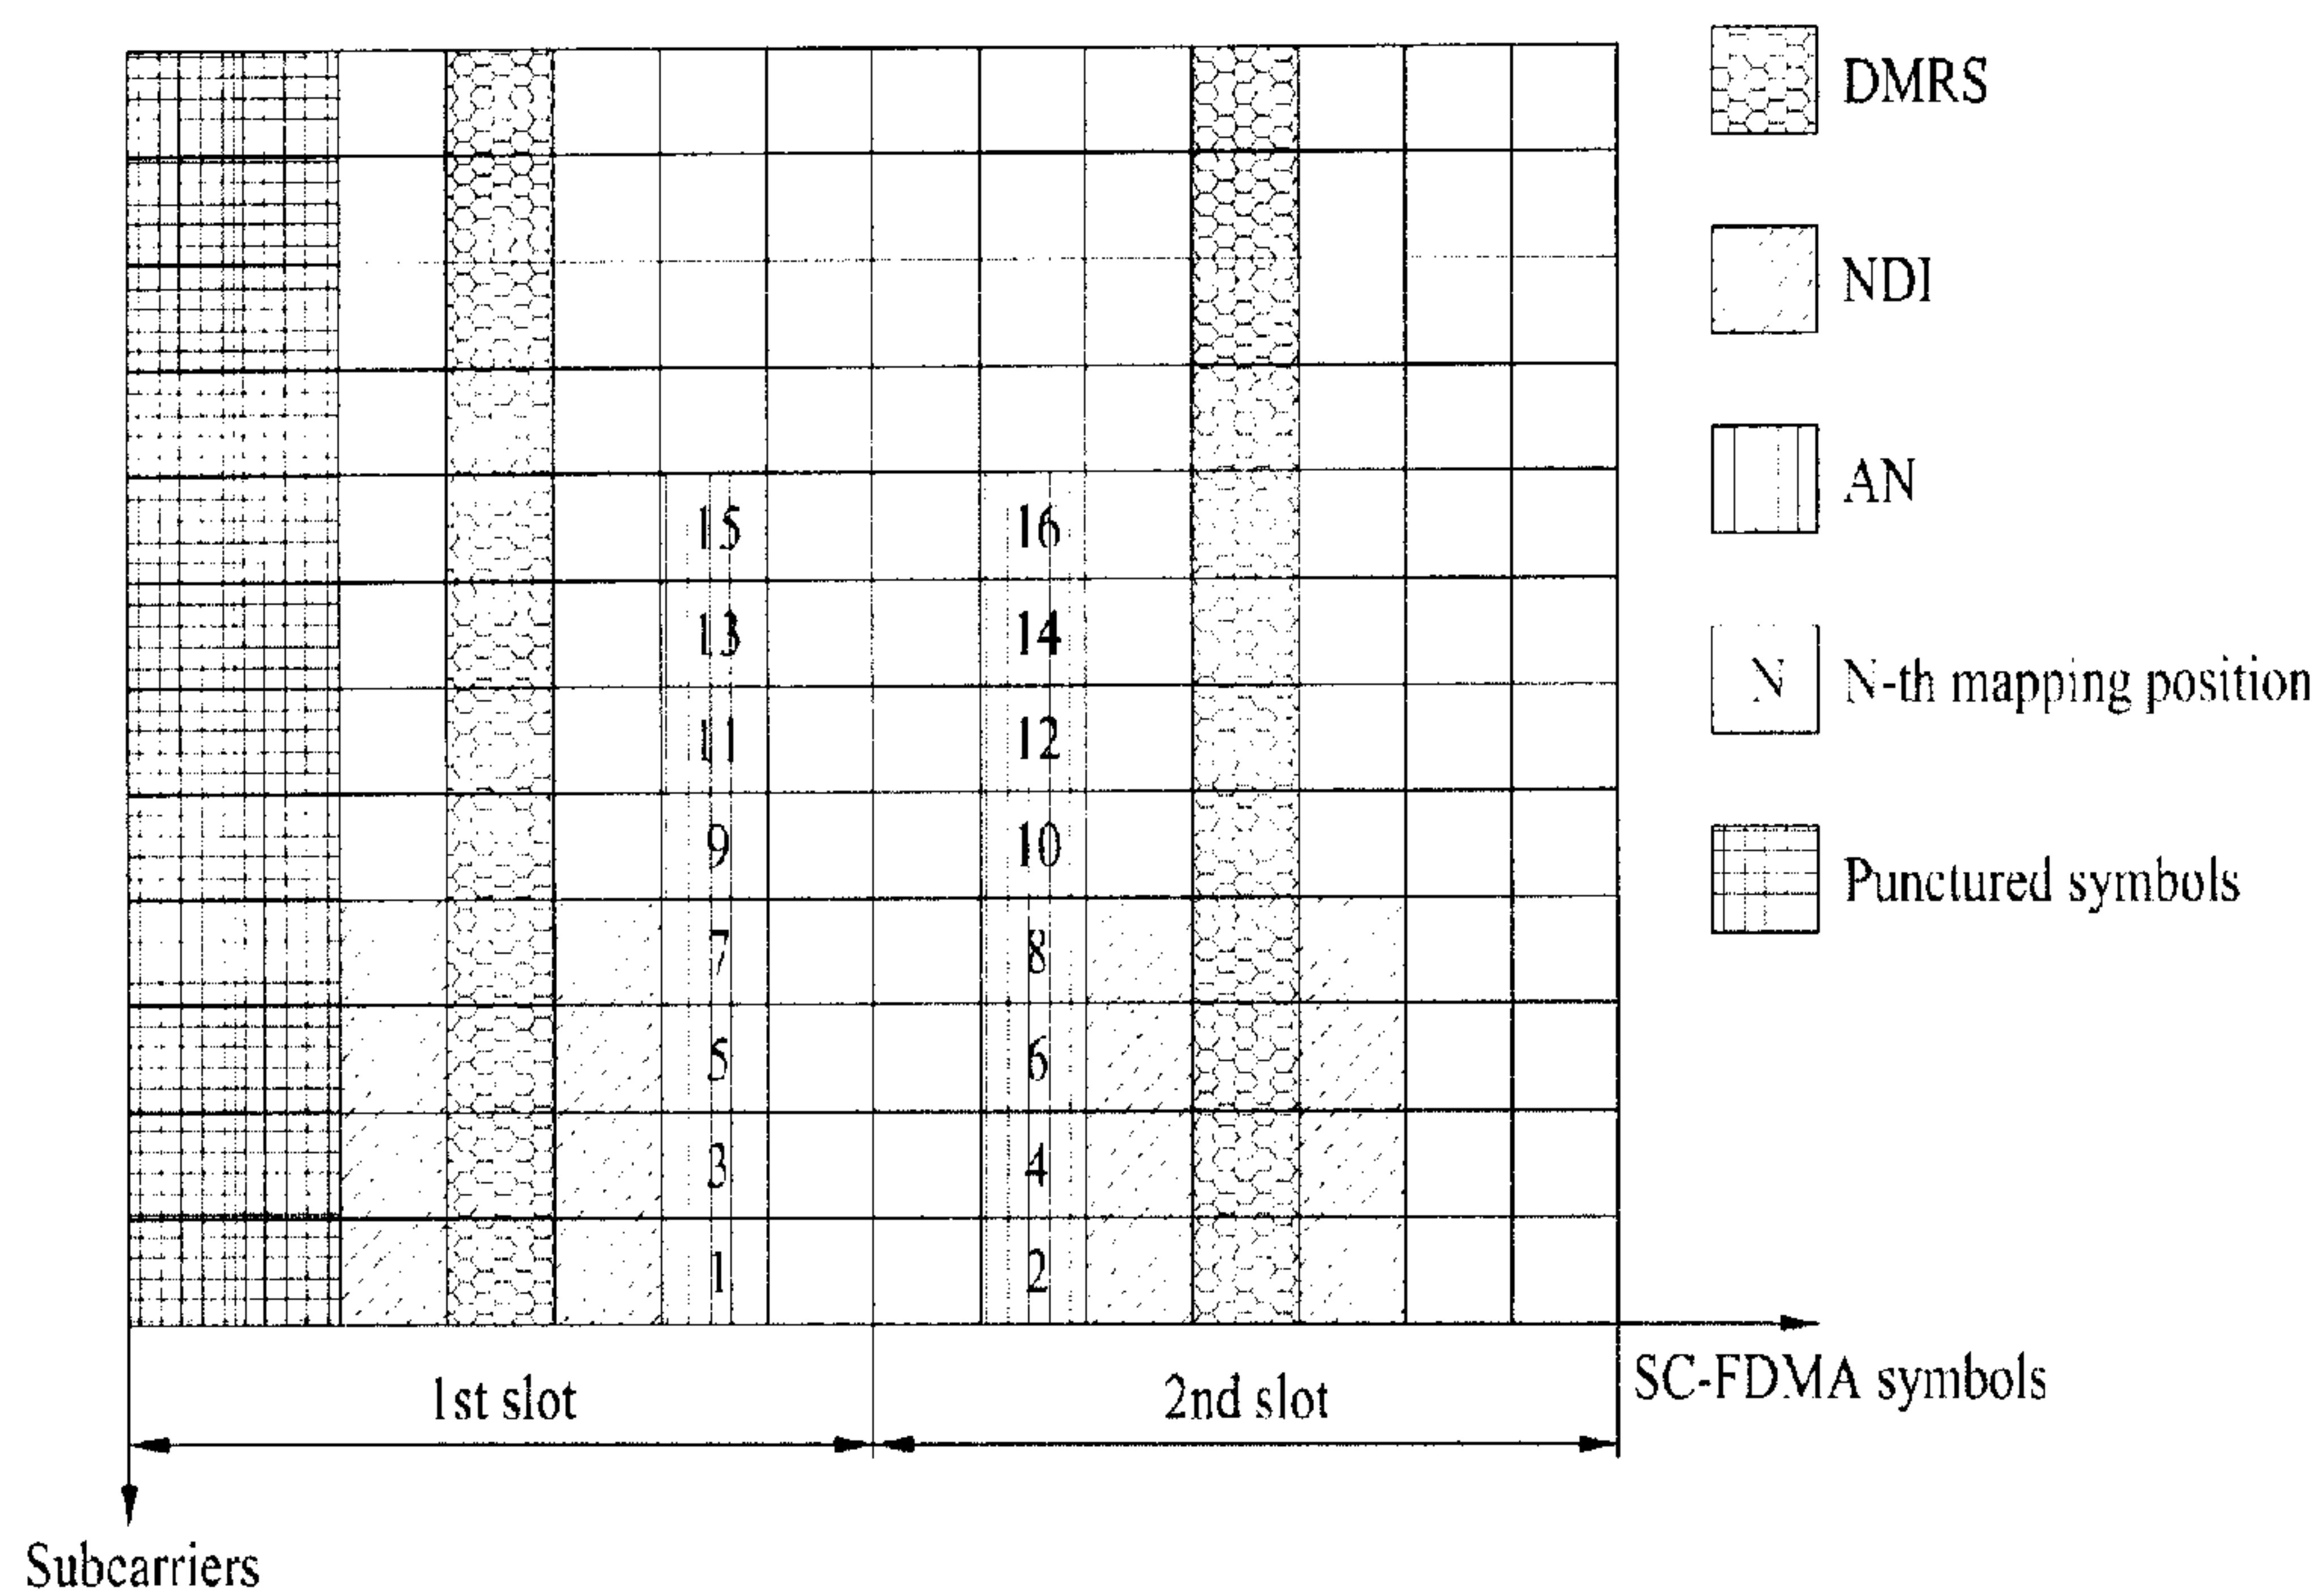 DMRS
NDI
AN
N N-th mapping position
Punctured symbols
15 16
13 14
11 12
9 10
7 8
5 6
3 4
1 2
SC-FDMA symbols
1st slot 2nd slot
Subcarriers